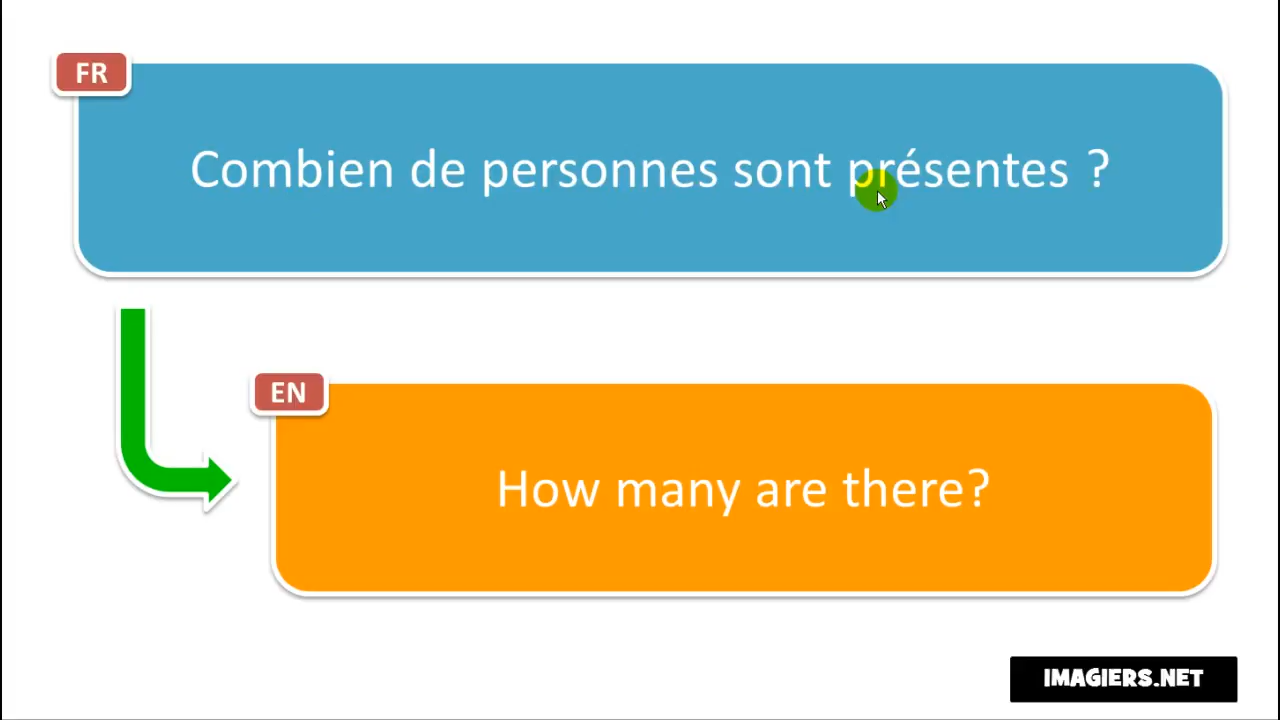 FR
Combien de personnes sont présentes ?
EN
How many are there?
IMAGIERS.NET